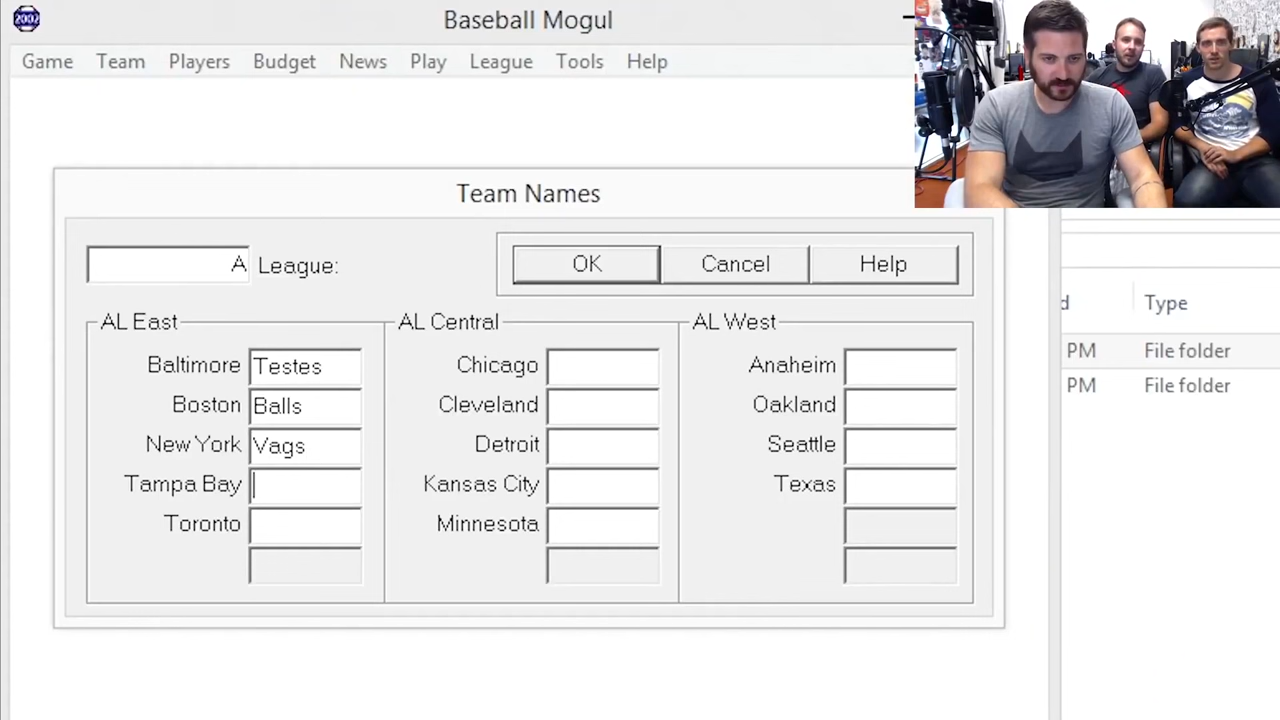 2002
Baseball Mogul
Game Team Players Budget News Play League Tools Help
Team Names
A League:
OK Cancel Help
AL East
Baltimore Testes
Boston Balls
New York Vags
Tampa Bay
Toronto
AL Central
Chicago
Cleveland
Detroit
Kansas City
Minnesota
AL West
Anaheim
Oakland
Seattle
Texas
d Type
PM File folder
PM File folder